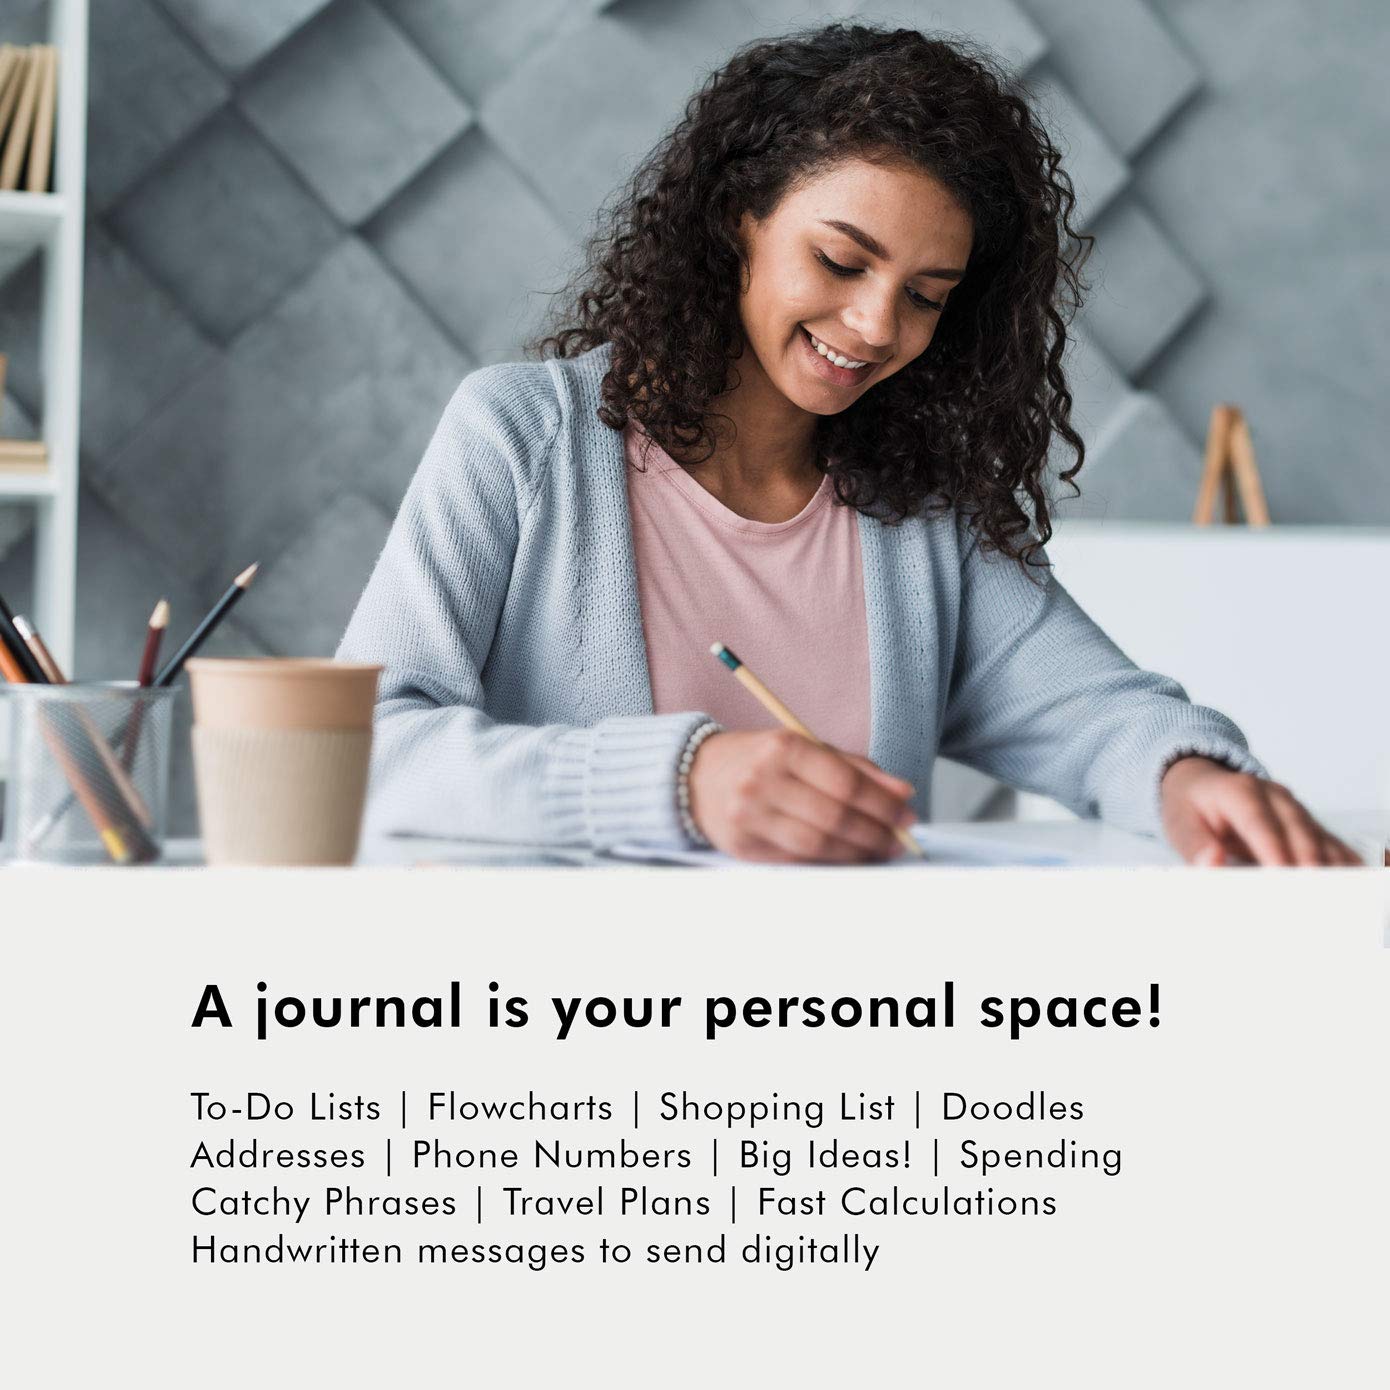 A journal is your personal space!
To-Do Lists | Flowcharts | Shopping List | Doodles
Addresses | Phone Numbers | Big Ideas! | Spending
Catchy Phrases | Travel Plans | Fast Calculations
Handwritten messages to send digitally